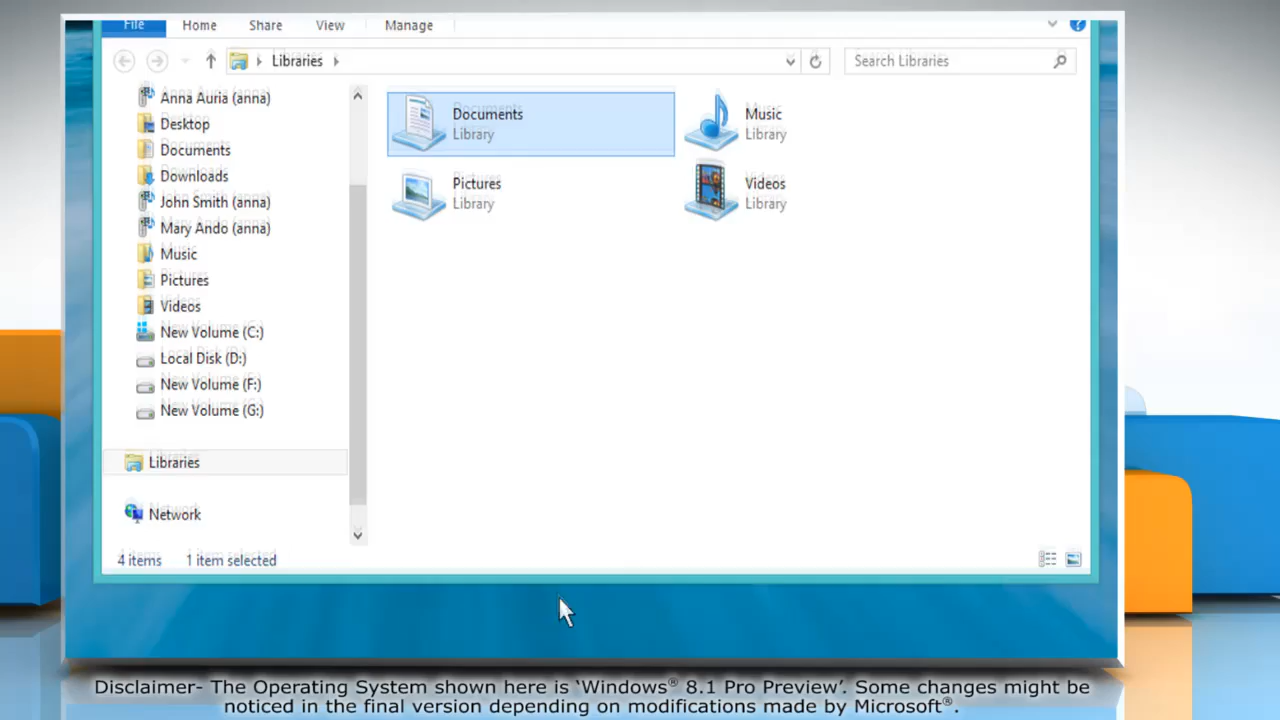 File Home Share View Manage
Libraries Search Libraries
Anna Auria (anna)
Desktop
Documents
Downloads
John Smith (anna)
Mary Ando (anna)
Music
Pictures
Videos
New Volume (C:)
Local Disk (D:)
New Volume (F:)
New Volume (G:)
Libraries
Network
Documents
Library
Music
Library
Pictures
Library
Videos
Library
4 items 1 item selected
Disclaimer- The Operating System shown here is ‘Windows® 8.1 Pro Preview’. Some changes might be
noticed in the final version depending on modifications made by Microsoft®.